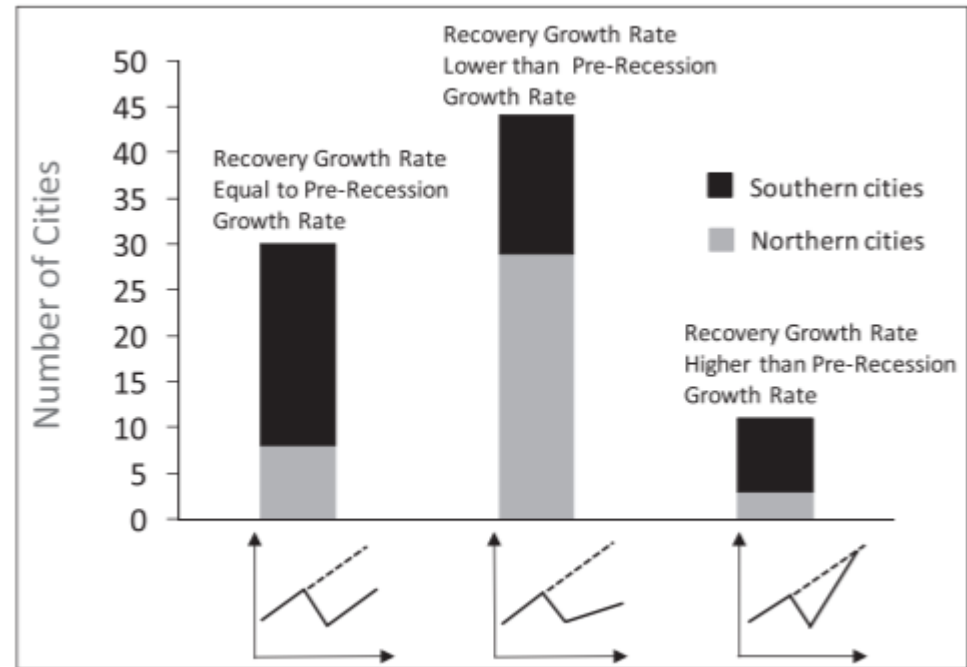 Recovery Growth Rate
Lower than Pre-Recession
Growth Rate
Recovery Growth Rate
Equal to Pre-Recession
Growth Rate
Recovery Growth Rate
Higher than Pre-Recession
Growth Rate
Southern cities
Northern cities
Number of Cities
50
45
40
35
30
25
20
15
10
5
0